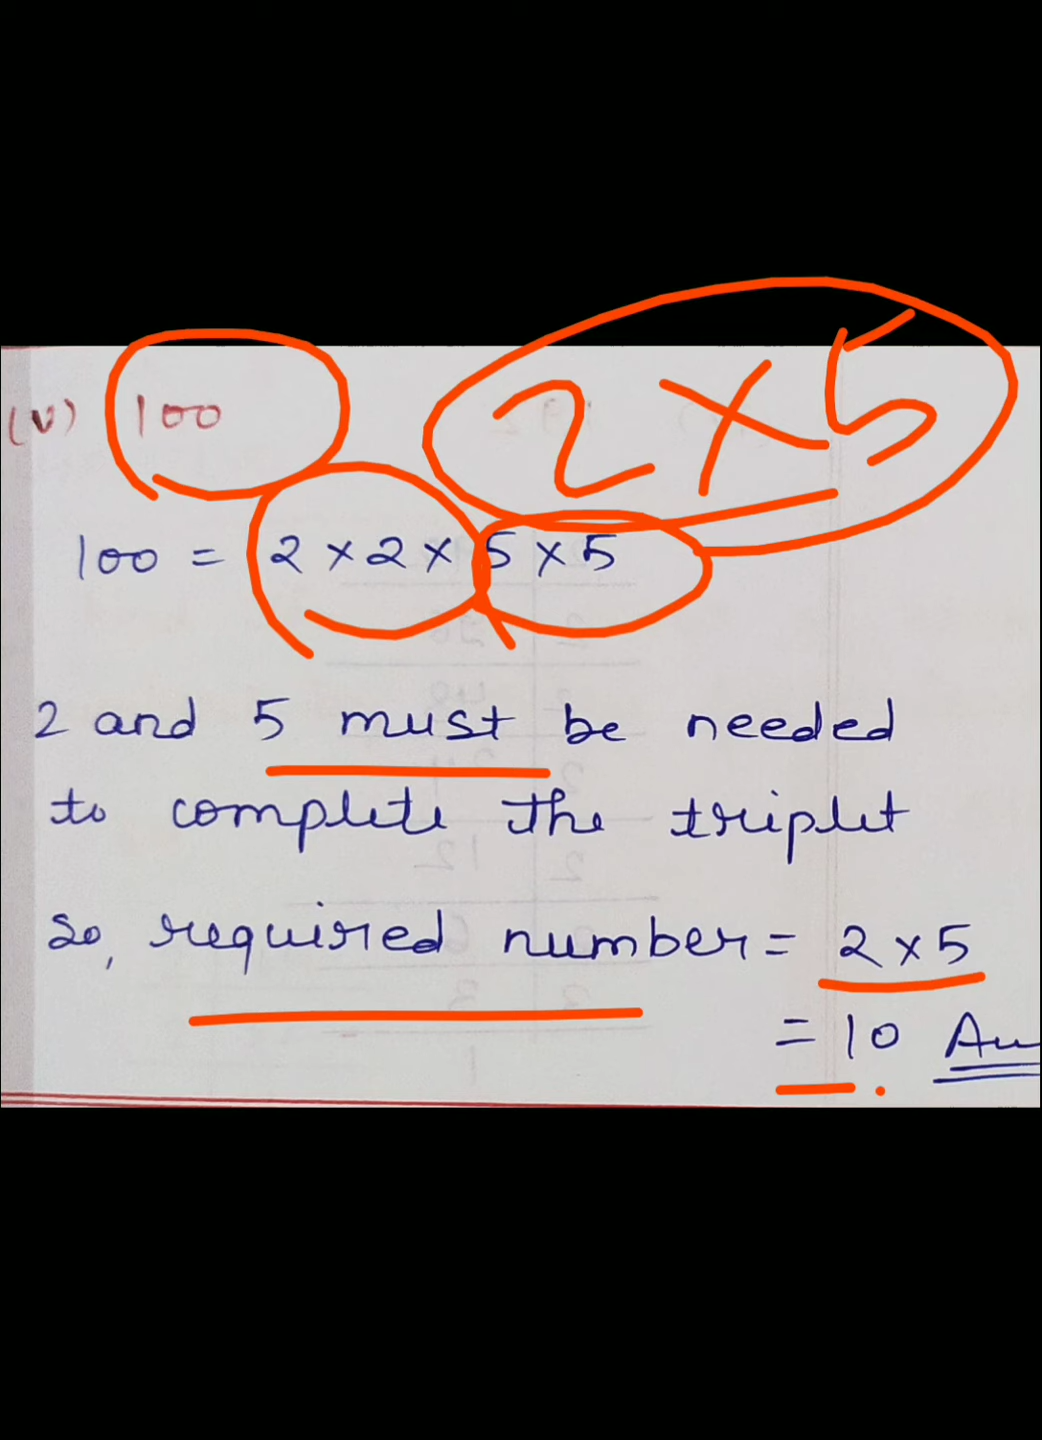 (v) 100
2 × 5
100 = 2 × 2 × 5 × 5
2 and 5 must be needed
to complete the triplet
so, required number = 2 × 5
= 10